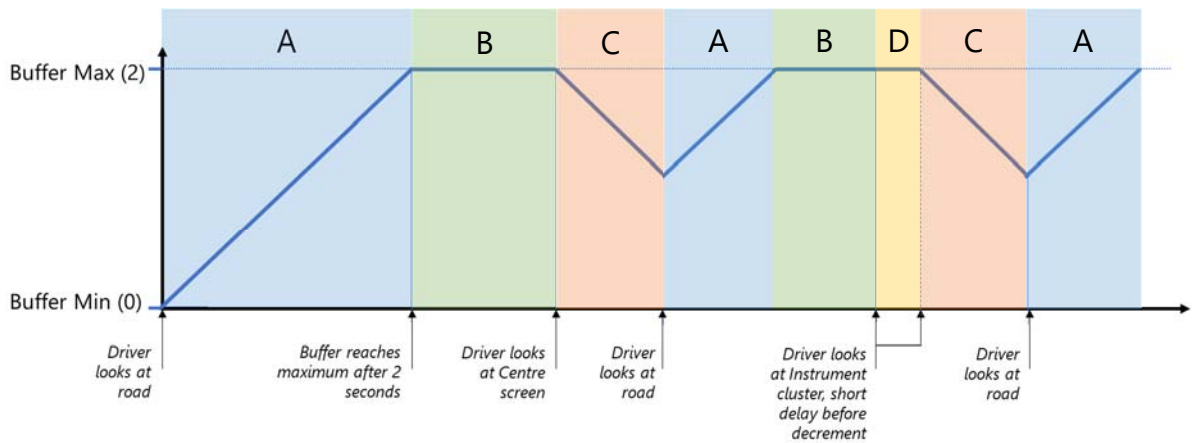 A
B
C
A
B
D
C
A
Buffer Max (2)
Buffer Min (0)
Driver
looks at
road
Buffer reaches
maximum after 2
seconds
Driver looks
at Centre
screen
Driver
looks at
road
Driver looks
at Instrument
cluster, short
delay before
decrement
Driver
looks at
road